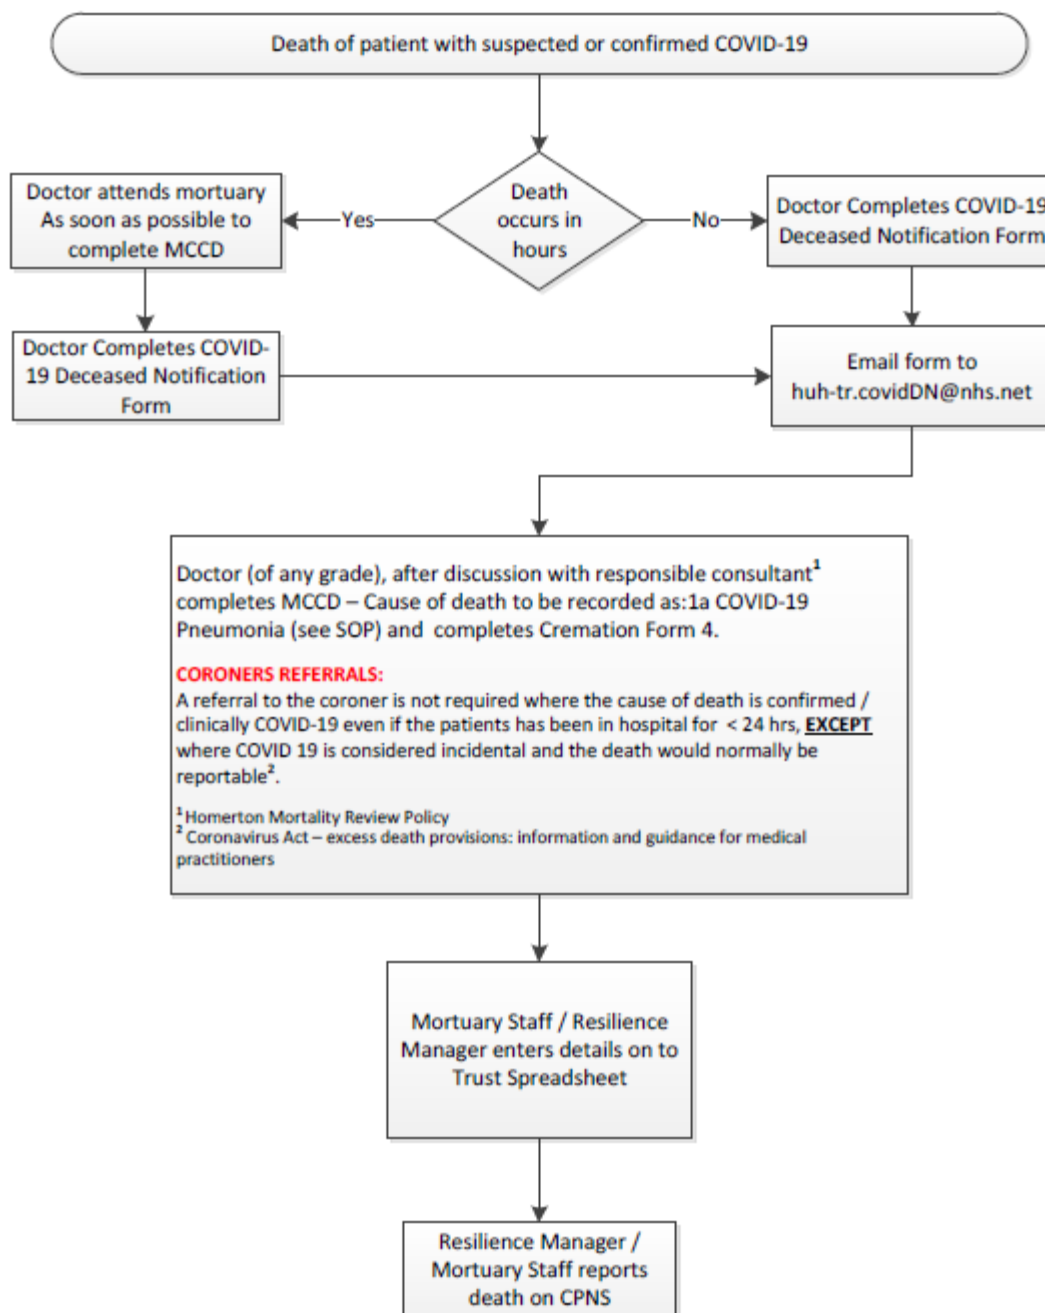 Death of patient with suspected or confirmed COVID-19
Death
occurs in
hours
Yes
No
Doctor attends mortuary
As soon as possible to
complete MCCD
Doctor Completes COVID-19
Deceased Notification Form
Doctor Completes COVID-
19 Deceased Notification
Form
Email form to
huh-tr.covidDN@nhs.net
Doctor (of any grade), after discussion with responsible consultant¹
completes MCCD – Cause of death to be recorded as:1a COVID-19
Pneumonia (see SOP) and completes Cremation Form 4.
CORONERS REFERRALS:
A referral to the coroner is not required where the cause of death is confirmed /
clinically COVID-19 even if the patients has been in hospital for < 24 hrs, EXCEPT
where COVID 19 is considered incidental and the death would normally be
reportable².
¹ Homerton Mortality Review Policy
² Coronavirus Act – excess death provisions: information and guidance for medical
practitioners
Mortuary Staff / Resilience
Manager enters details on to
Trust Spreadsheet
Resilience Manager /
Mortuary Staff reports
death on CPNS